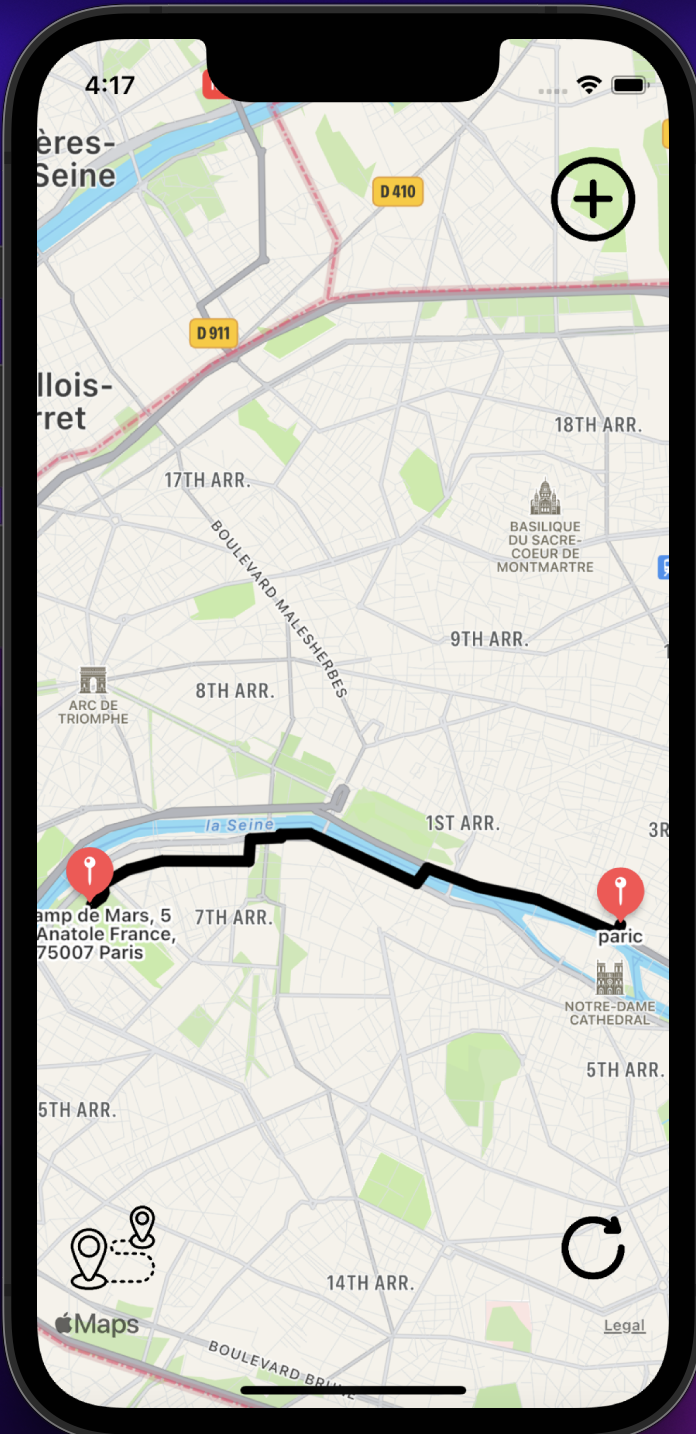 4:17
ères-
Seine
D 410
D 911
llois-
rret
18TH ARR.
17TH ARR.
BASILIQUE
DU SACRE-
COEUR DE
MONTMARTRE
BOULEVARD MALESHERBES
9TH ARR.
8TH ARR.
ARC DE
TRIOMPHE
la Seine
1ST ARR.
3R
amp de Mars, 5
Anatole France,
75007 Paris
7TH ARR.
paric
NOTRE-DAME
CATHEDRAL
5TH ARR.
5TH ARR.
14TH ARR.
Maps
Legal
BOULEVARD BRUNE